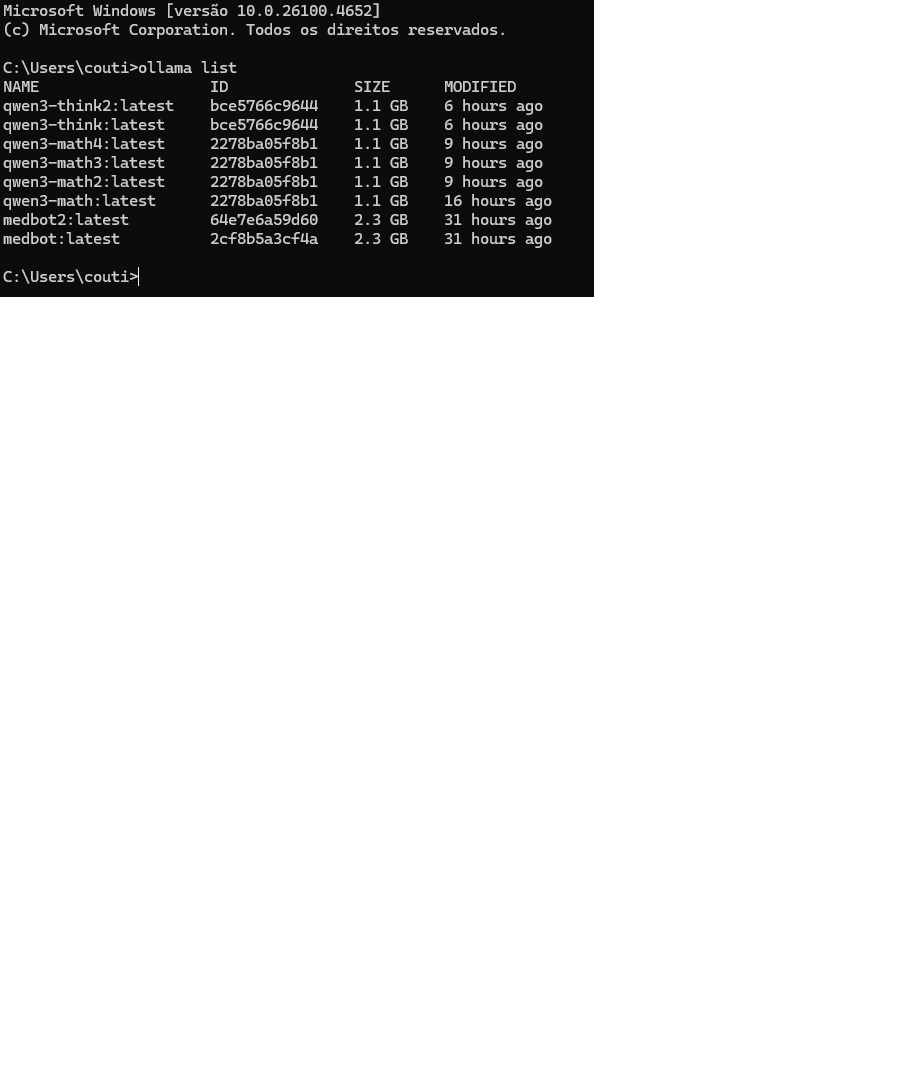 Microsoft Windows [versão 10.0.26100.4652]
(c) Microsoft Corporation. Todos os direitos reservados.
C:\Users\couti>ollama list
NAME ID SIZE MODIFIED
qwen3-think2:latest bce5766c9644 1.1 GB 6 hours ago
qwen3-think:latest bce5766c9644 1.1 GB 6 hours ago
qwen3-math4:latest 2278ba05f8b1 1.1 GB 9 hours ago
qwen3-math3:latest 2278ba05f8b1 1.1 GB 9 hours ago
qwen3-math2:latest 2278ba05f8b1 1.1 GB 9 hours ago
qwen3-math:latest 2278ba05f8b1 1.1 GB 16 hours ago
medbot2:latest 64e7e6a59d60 2.3 GB 31 hours ago
medbot:latest 2cf8b5a3cf4a 2.3 GB 31 hours ago
C:\Users\couti>